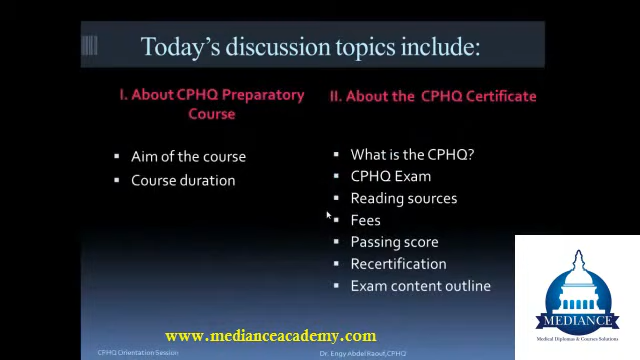 Today's discussion topics include:
I. About CPHQ Preparatory
Course
▪ Aim of the course
▪ Course duration
II. About the CPHQ Certificate
▪ What is the CPHQ?
▪ CPHQ Exam
▪ Reading sources
▪ Fees
▪ Passing score
▪ Recertification
▪ Exam content outline
MEDIANCE
Medical Diplomas & Courses Solutions
www.medianceacademy.com
CPHQ Orientation Session
Dr. Engy Abdel Raouf,CPHQ